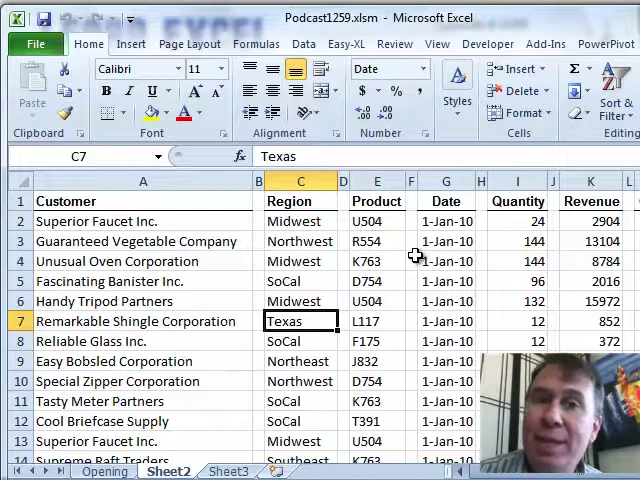 Podcast1259.xlsm - Microsoft Excel
File Home Insert Page Layout Formulas Data Easy-XL Review View Developer Add-Ins PowerPivot
Calibri 11 Date Insert Σ
Paste B I U A A $ % , Styles Delete Sort &
A Format Filter
Clipboard Font Alignment Number Cells
C7 fx Texas
A B C D E F G H I J K L
1 Customer Region Product Date Quantity Revenue
2 Superior Faucet Inc. Midwest U504 1-Jan-10 24 2904
3 Guaranteed Vegetable Company Northwest R554 1-Jan-10 144 13104
4 Unusual Oven Corporation Midwest K763 1-Jan-10 144 8784
5 Fascinating Banister Inc. SoCal D754 1-Jan-10 96 2016
6 Handy Tripod Partners Midwest U504 1-Jan-10 132 15972
7 Remarkable Shingle Corporation Texas L117 1-Jan-10 12 852
8 Reliable Glass Inc. SoCal F175 1-Jan-10 12 372
9 Easy Bobsled Corporation Northeast J832 1-Jan-10
10 Special Zipper Corporation Northwest D754 1-Jan-10
11 Tasty Meter Partners SoCal K763 1-Jan-10
12 Cool Briefcase Supply SoCal T391 1-Jan-10
13 Superior Faucet Inc. Midwest U504 1-Jan-10
14 Supreme Raft Traders Southeast K763 1-Jan-10
Opening Sheet2 Sheet3